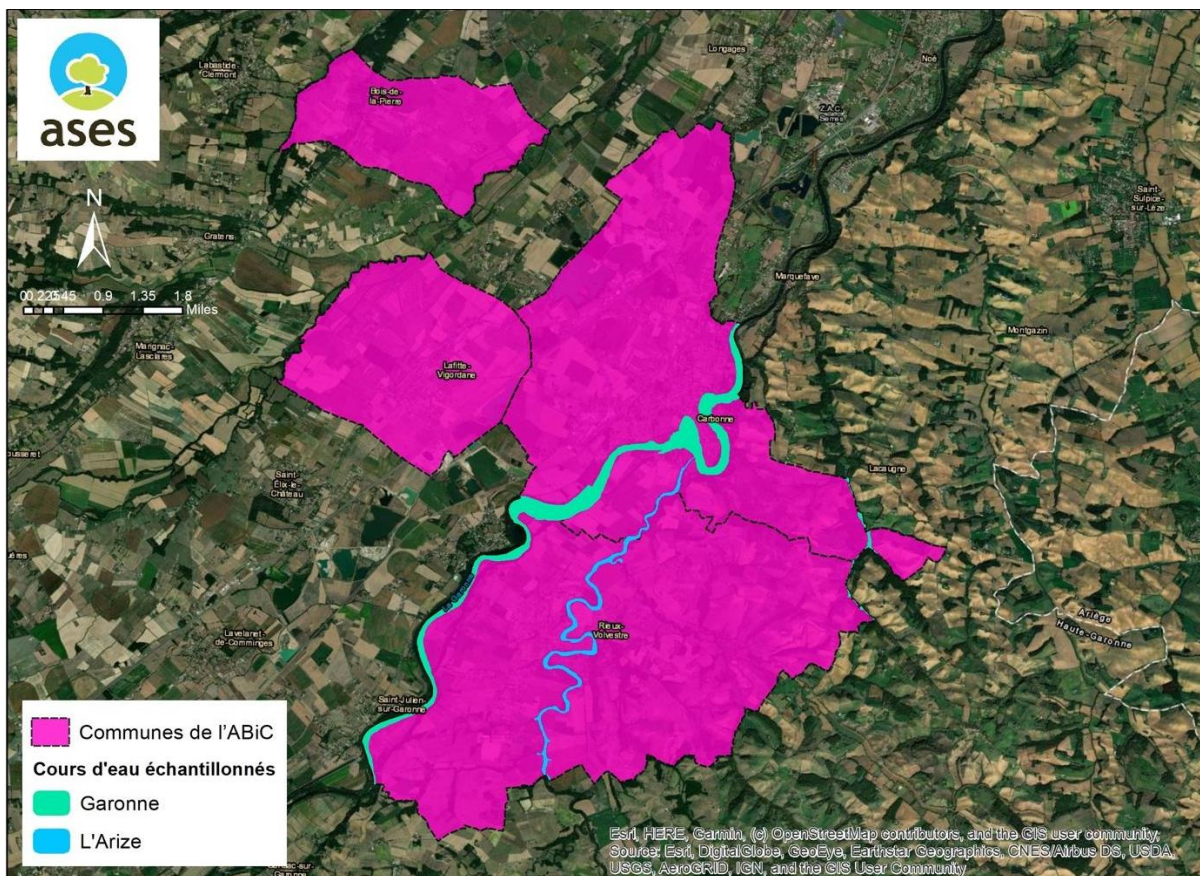 ases
N
0 0.225 0.45 0.9 1.35 1.8
Miles
Labastide-
Clermont
Bois-de-
la-Pierre
Longages
Noé
Z.A.C.
Serres
Saint-
Sulpice-
sur-Lèze
Gratens
Marquefave
Montgazin
Marignac-
Lasclares
Lafitte-
Vigordane
Carbonne
Lacaugne
Saint-
Élix-le-
Château
La Garonne
Rieux-
Volvestre
Ariège
Haute-Garonne
Lavelanet-
de-Comminges
Saint-Julien-
sur-Garonne
Communes de l'ABiC
Cours d'eau échantillonnés
Garonne
L'Arize
Esri, HERE, Garmin, (c) OpenStreetMap contributors, and the GIS user community;
Source: Esri, DigitalGlobe, GeoEye, Earthstar Geographics, CNES/Airbus DS, USDA,
USGS, AeroGRID, IGN, and the GIS User Community